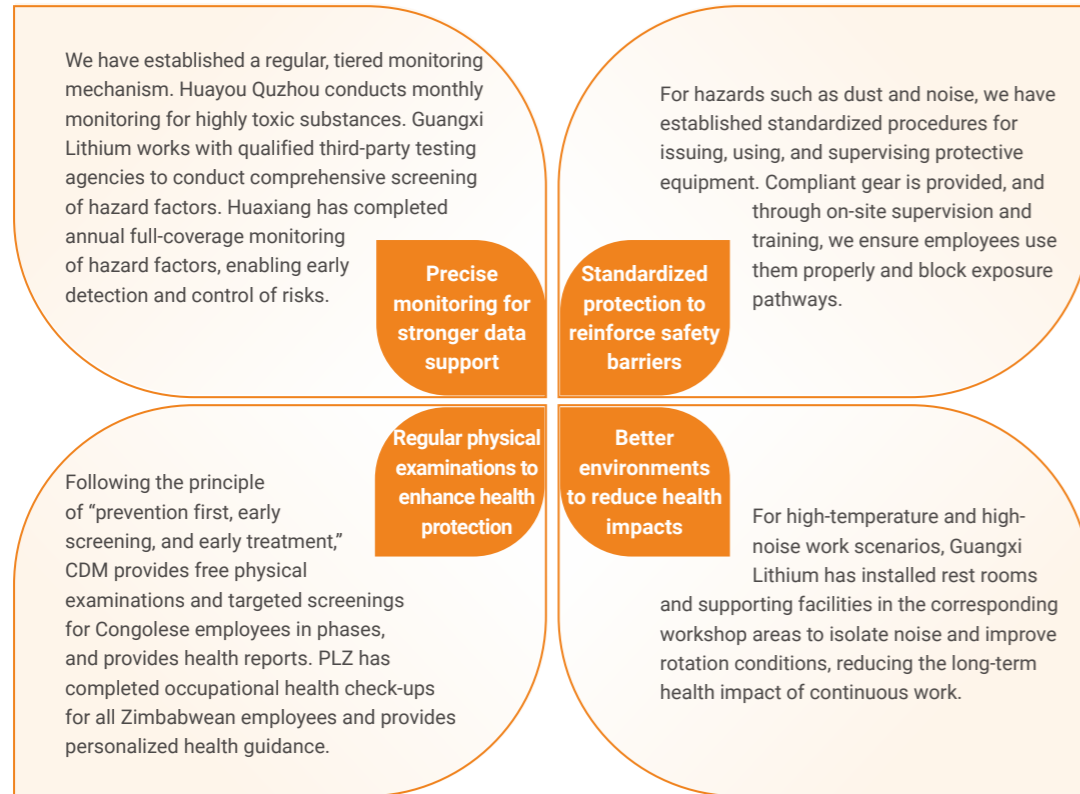 We have established a regular, tiered monitoring
mechanism. Huayou Quzhou conducts monthly
monitoring for highly toxic substances. Guangxi
Lithium works with qualified third-party testing
agencies to conduct comprehensive screening
of hazard factors. Huaxiang has completed
annual full-coverage monitoring
of hazard factors, enabling early
detection and control of risks.
Precise
monitoring for
stronger data
support
For hazards such as dust and noise, we have
established standardized procedures for
issuing, using, and supervising protective
equipment. Compliant gear is provided, and
through on-site supervision and
training, we ensure employees use
them properly and block exposure
pathways.
Standardized
protection to
reinforce safety
barriers
Regular physical
examinations to
enhance health
protection
Following the principle
of “prevention first, early
screening, and early treatment,”
CDM provides free physical
examinations and targeted screenings
for Congolese employees in phases,
and provides health reports. PLZ has
completed occupational health check-ups
for all Zimbabwean employees and provides
personalized health guidance.
Better
environments
to reduce health
impacts
For high-temperature and high-
noise work scenarios, Guangxi
Lithium has installed rest rooms
and supporting facilities in the corresponding
workshop areas to isolate noise and improve
rotation conditions, reducing the long-term
health impact of continuous work.